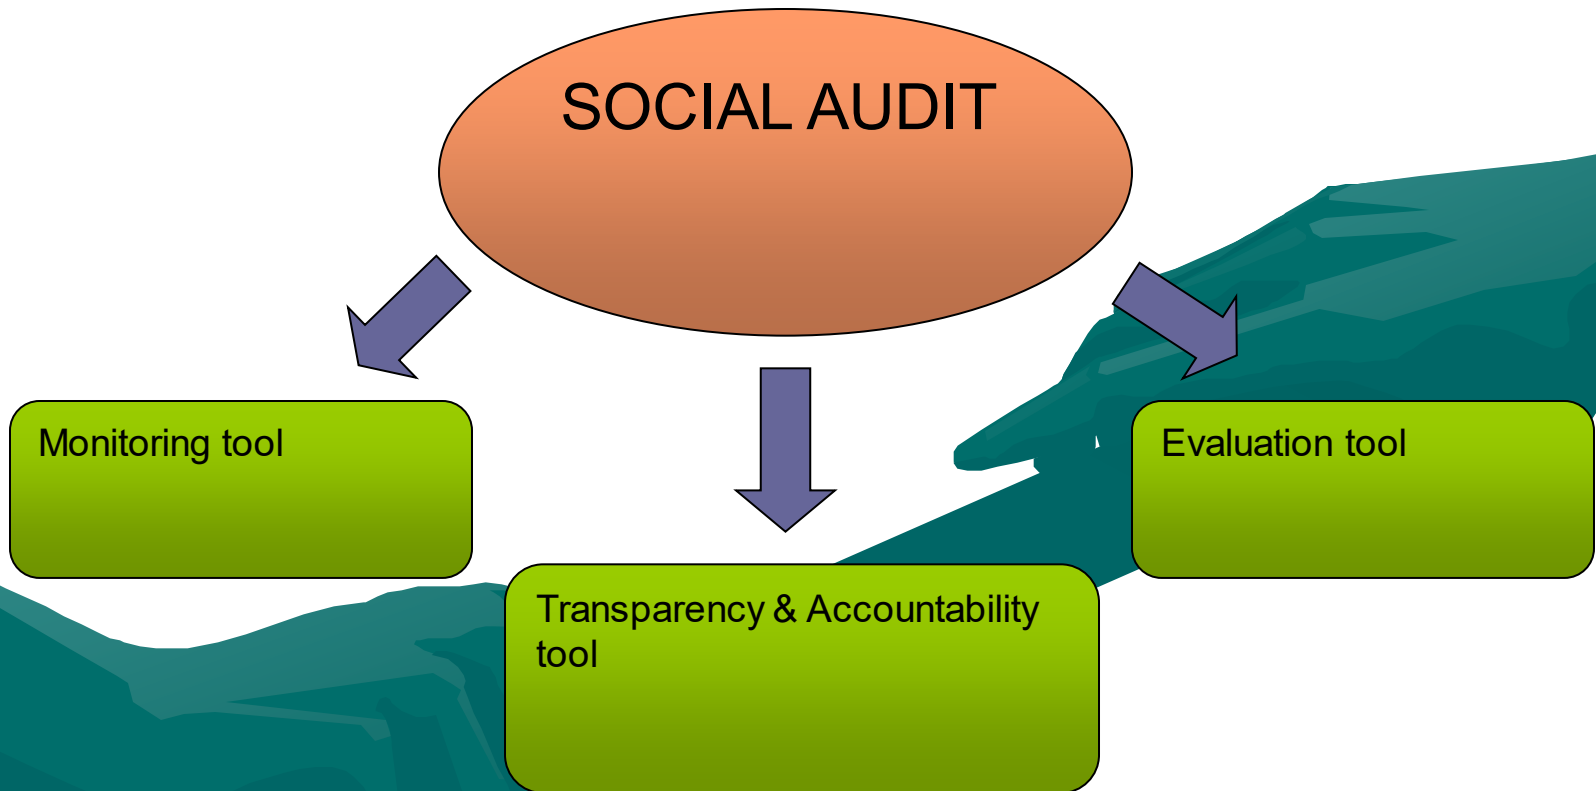 SOCIAL AUDIT
Monitoring tool
Evaluation tool
Transparency & Accountability
tool